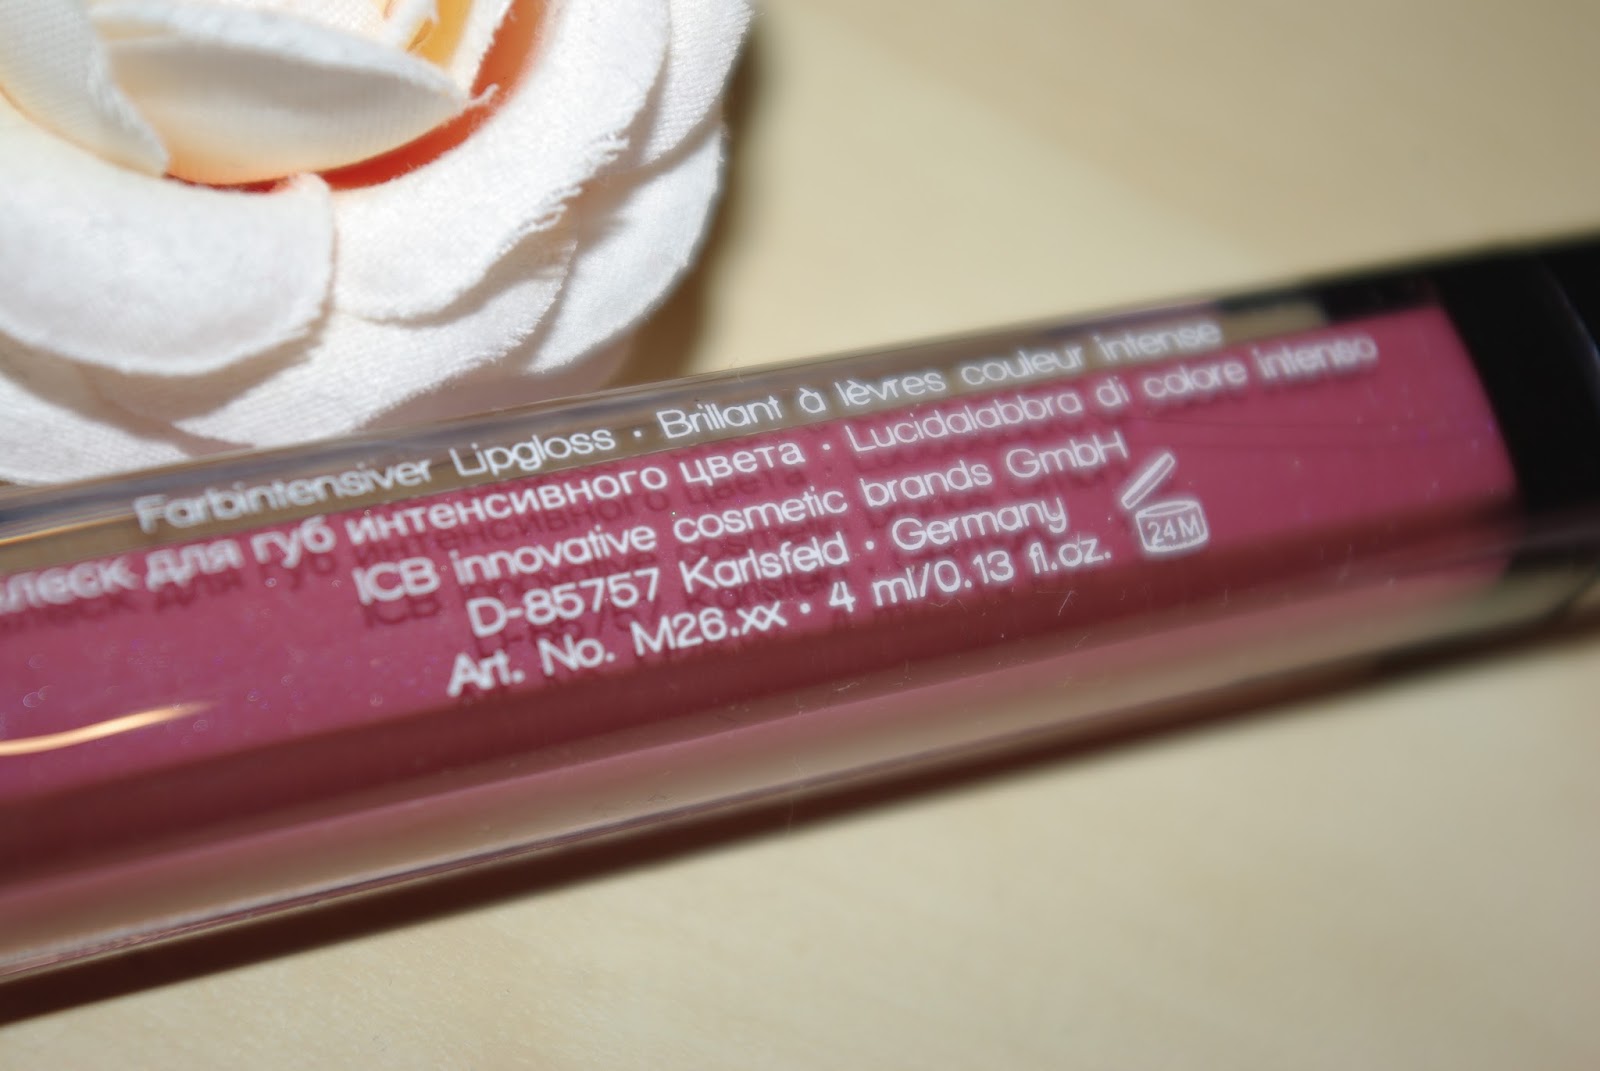 Farbintensiver Lipgloss · Brillant à lèvres couleur intense
для губ интенсивного цвета · Lucidalabbra di colore intenso
ICB innovative cosmetic brands GmbH
D-85757 Karlsfeld · Germany
Art. No. M26.xx · 4 ml/0.13 fl.oz.
24M